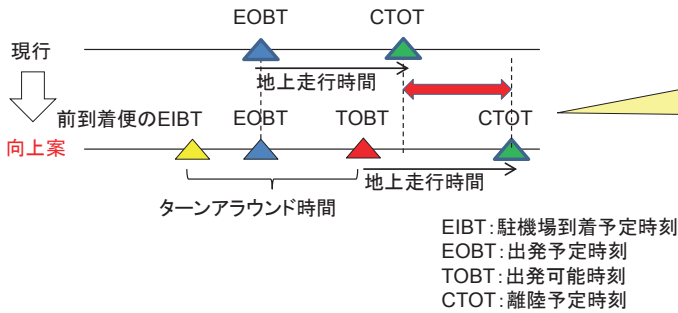 EOBT CTOT
現行
地上走行時間
前到着便のEIBT EOBT TOBT CTOT
向上案
地上走行時間
ターンアラウンド時間
EIBT:駐機場到着予定時刻
EOBT:出発予定時刻
TOBT:出発可能時刻
CTOT:離陸予定時刻